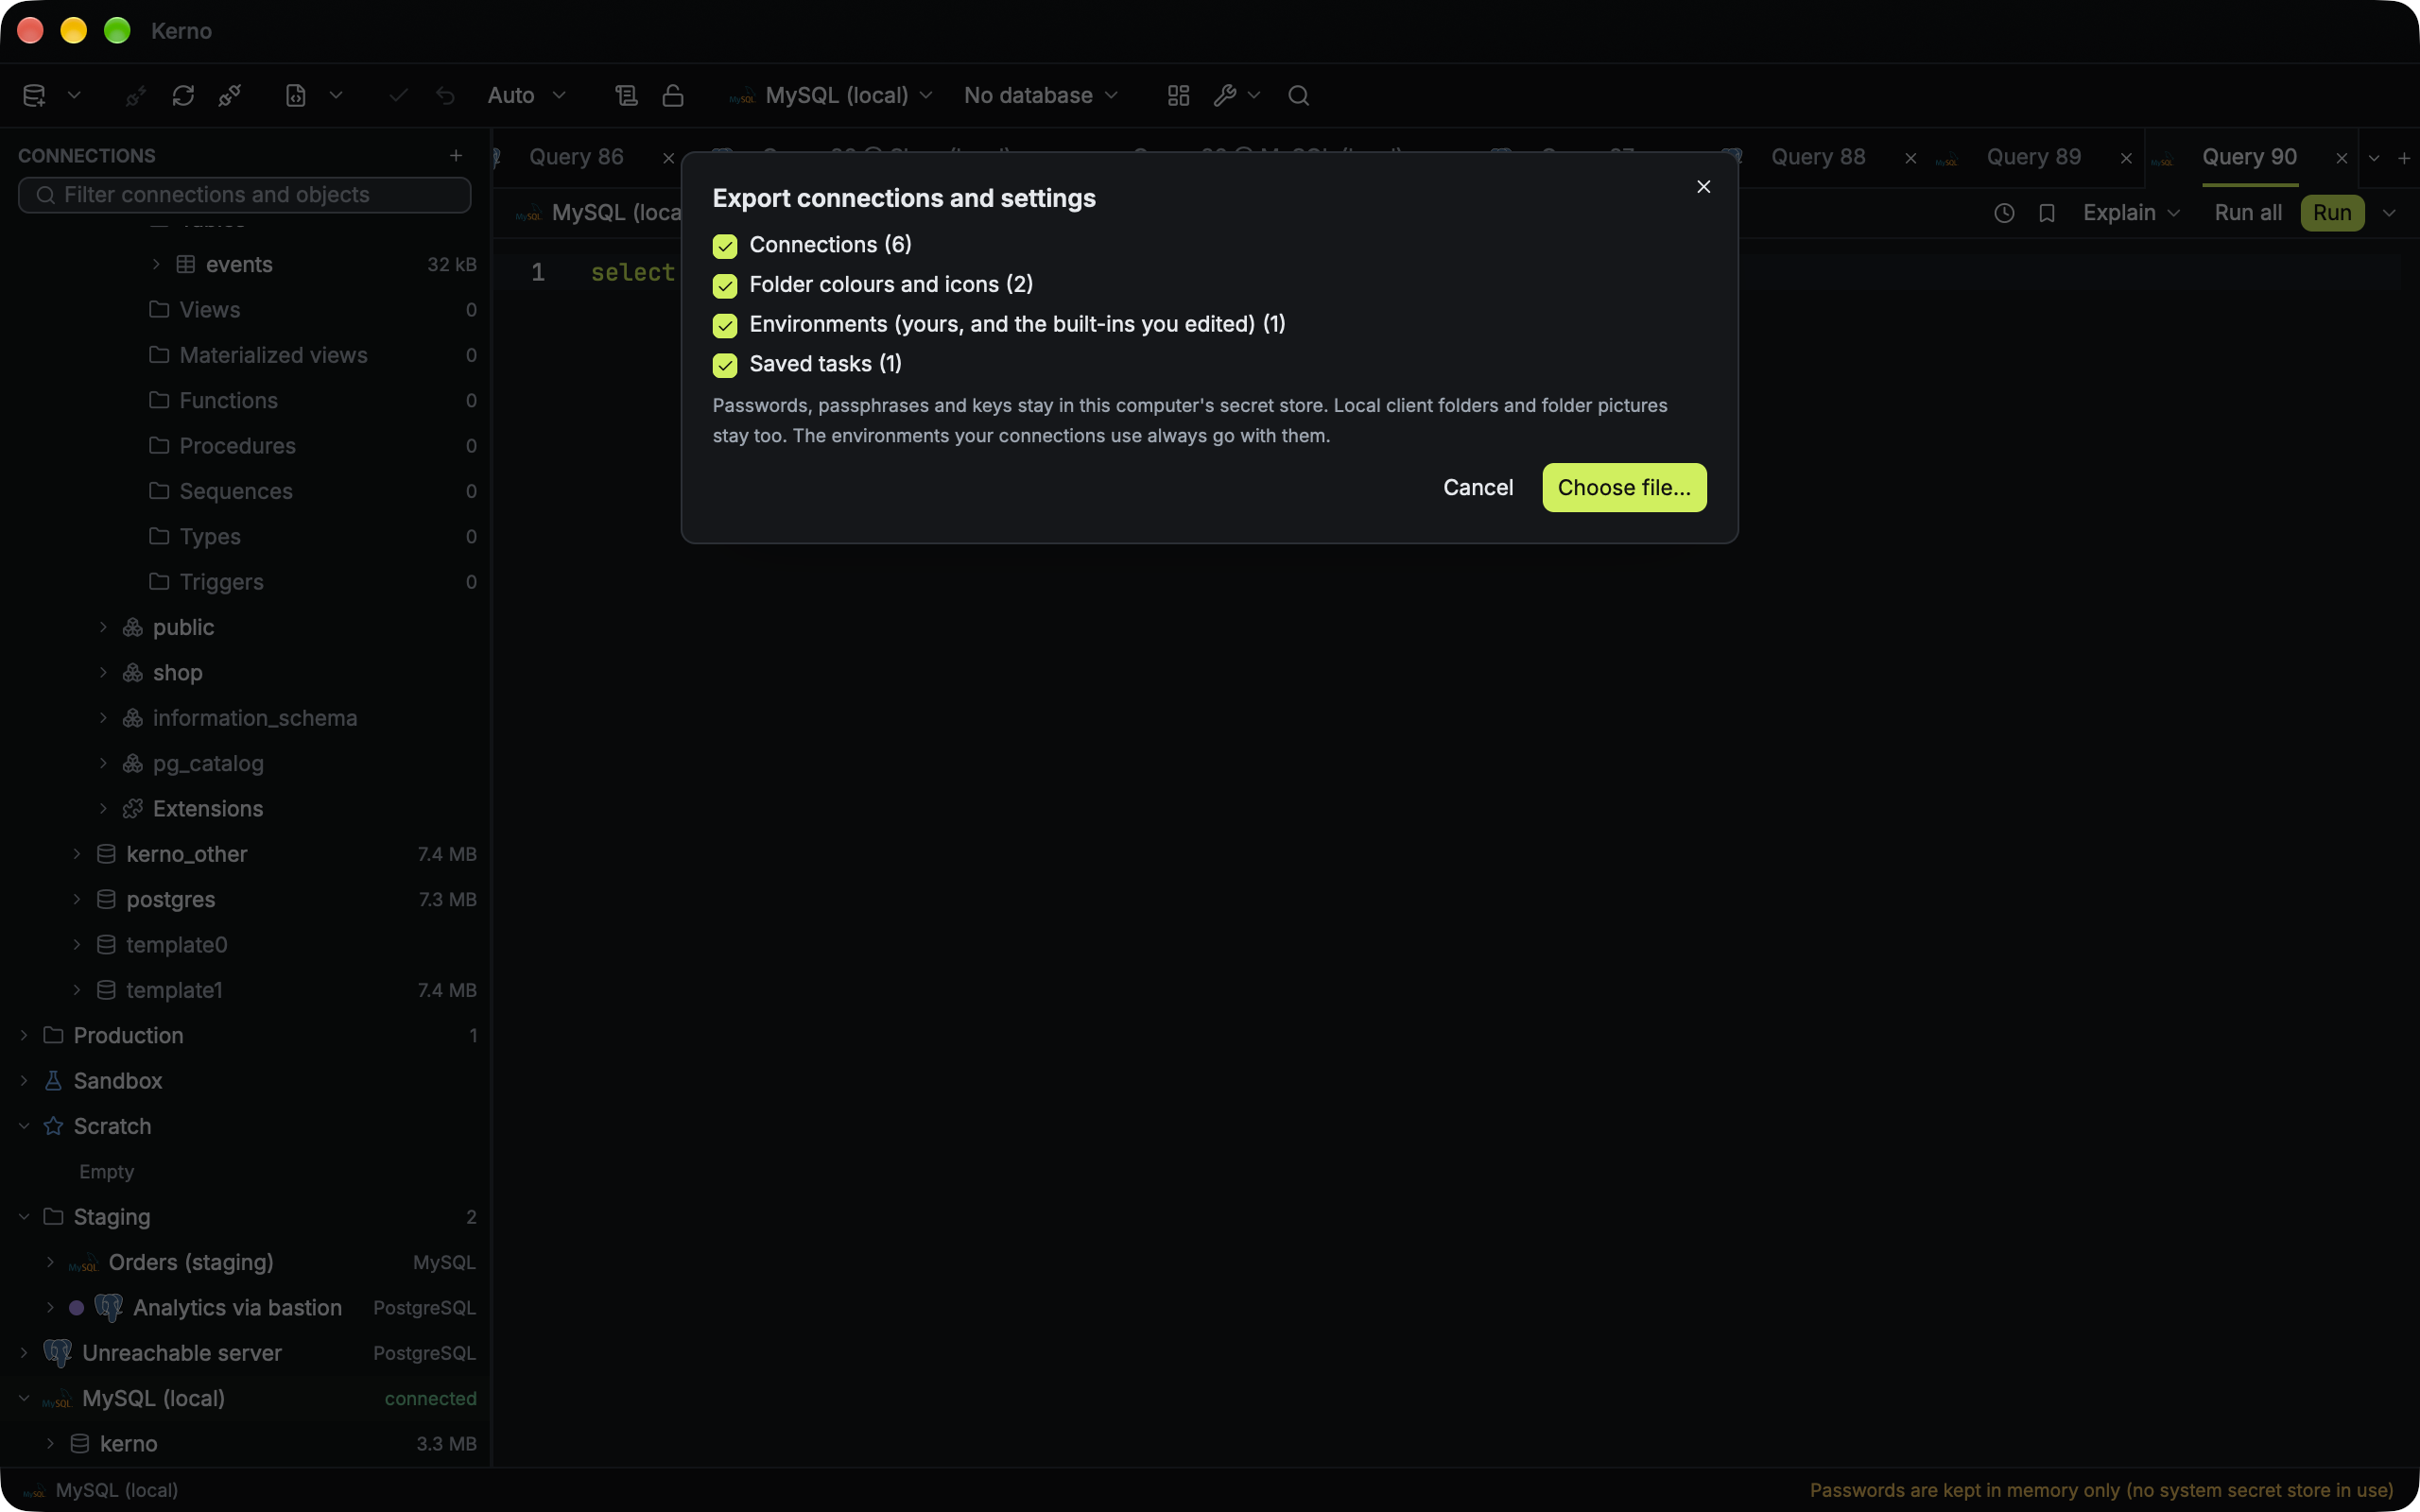 Kerno
Auto
MySQL (local)
No database
CONNECTIONS
Filter connections and objects
events 32 kB
Views 0
Materialized views 0
Functions 0
Procedures 0
Sequences 0
Types 0
Triggers 0
public
shop
information_schema
pg_catalog
Extensions
kerno_other 7.4 MB
postgres 7.3 MB
template0
template1 7.4 MB
Production 1
Sandbox
Scratch
Empty
Staging 2
Orders (staging) MySQL
Analytics via bastion PostgreSQL
Unreachable server PostgreSQL
MySQL (local) connected
kerno 3.3 MB
Query 86
Query 88
Query 89
Query 90
MySQL (loca
Explain
Run all
Run
1 select
Export connections and settings
Connections (6)
Folder colours and icons (2)
Environments (yours, and the built-ins you edited) (1)
Saved tasks (1)
Passwords, passphrases and keys stay in this computer's secret store. Local client folders and folder pictures
stay too. The environments your connections use always go with them.
Cancel
Choose file...
MySQL (local)
Passwords are kept in memory only (no system secret store in use)